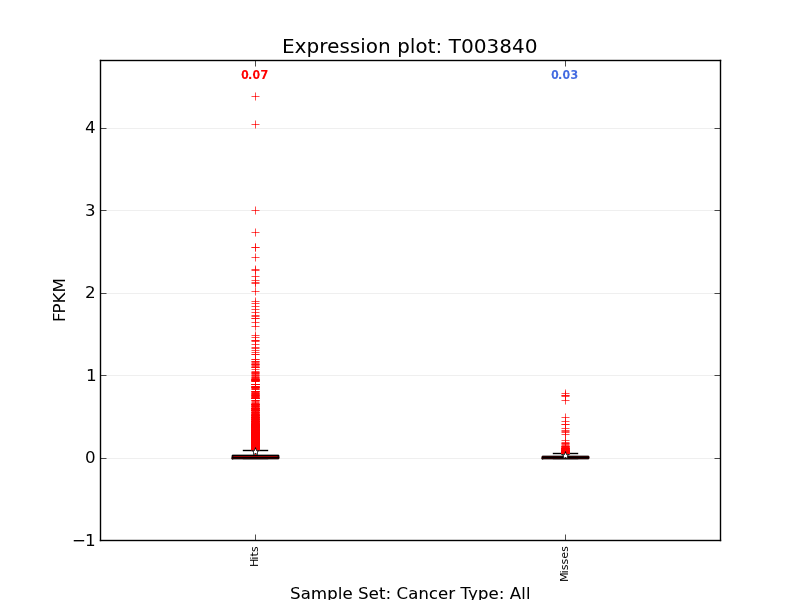 Expression plot: T003840
0.07
0.03
4
3
2
1
0
−1
FPKM
Hits
Misses
Sample Set: Cancer Type: All